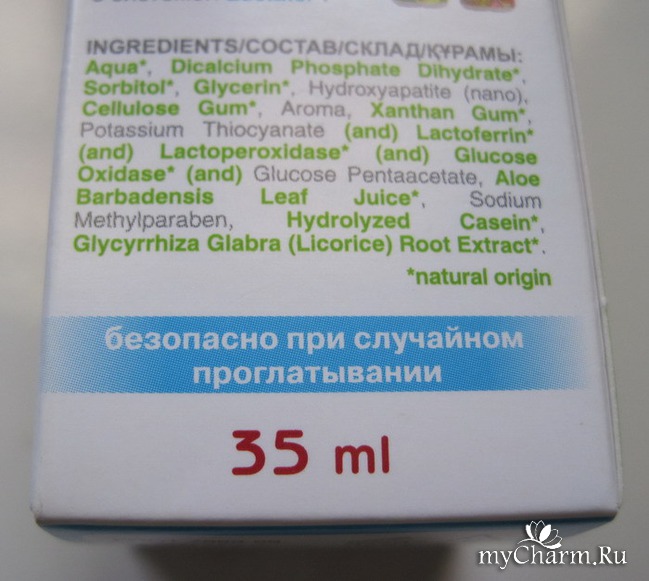 INGREDIENTS/СОСТАВ/СКЛАД/ҚҰРАМЫ:
Aqua*, Dicalcium Phosphate Dihydrate*,
Sorbitol*, Glycerin*, Hydroxyapatite (nano),
Cellulose Gum*, Aroma, Xanthan Gum*,
Potassium Thiocyanate (and) Lactoferrin*
(and) Lactoperoxidase* (and) Glucose
Oxidase* (and) Glucose Pentaacetate, Aloe
Barbadensis Leaf Juice*, Sodium
Methylparaben, Hydrolyzed Casein*,
Glycyrrhiza Glabra (Licorice) Root Extract*.
*natural origin
безопасно при случайном
проглатывании
35 ml
myCharm.Ru